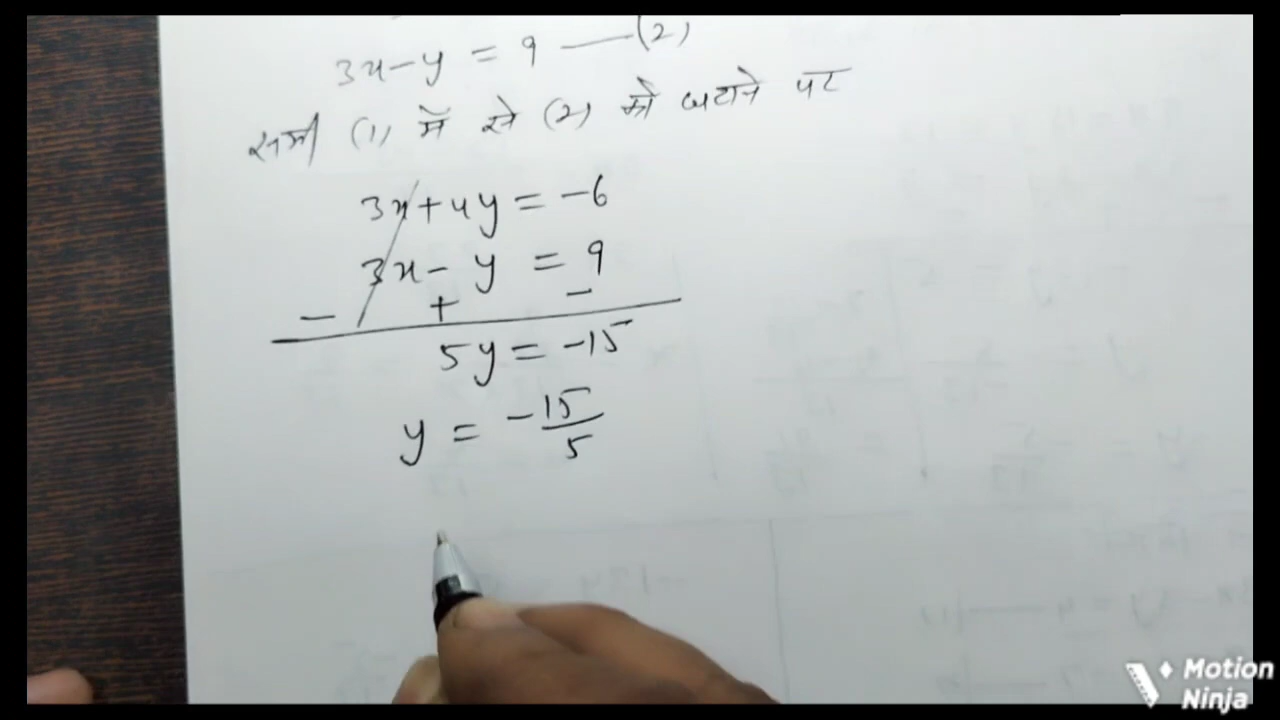 3x - y = 9 —— (2)
समी (1) में से (2) को घटाने पर
3x + 4y = -6
3x - y = 9
- + -
5y = -15
y = -15/5
Motion
Ninja